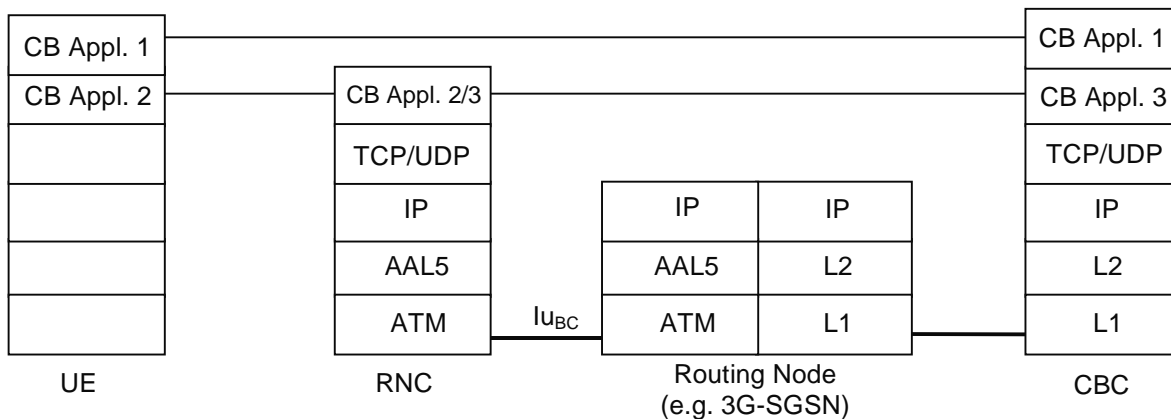 CB Appl. 1
CB Appl. 2
UE
CB Appl. 2/3
TCP/UDP
IP
AAL5
ATM
RNC
IuBC
IP
IP
AAL5
L2
ATM
L1
Routing Node
(e.g. 3G-SGSN)
CB Appl. 1
CB Appl. 3
TCP/UDP
IP
L2
L1
CBC